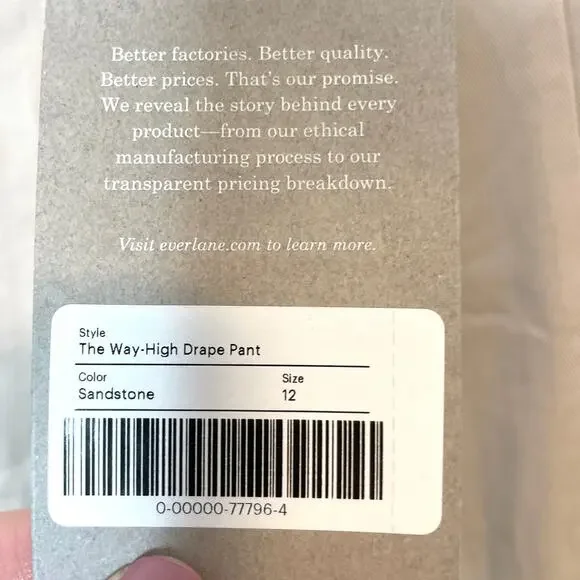 Better factories. Better quality.
Better prices. That's our promise.
We reveal the story behind every
product—from our ethical
manufacturing process to our
transparent pricing breakdown.
Visit everlane.com to learn more.
Style
The Way-High Drape Pant
Color Size
Sandstone 12
0-00000-77796-4